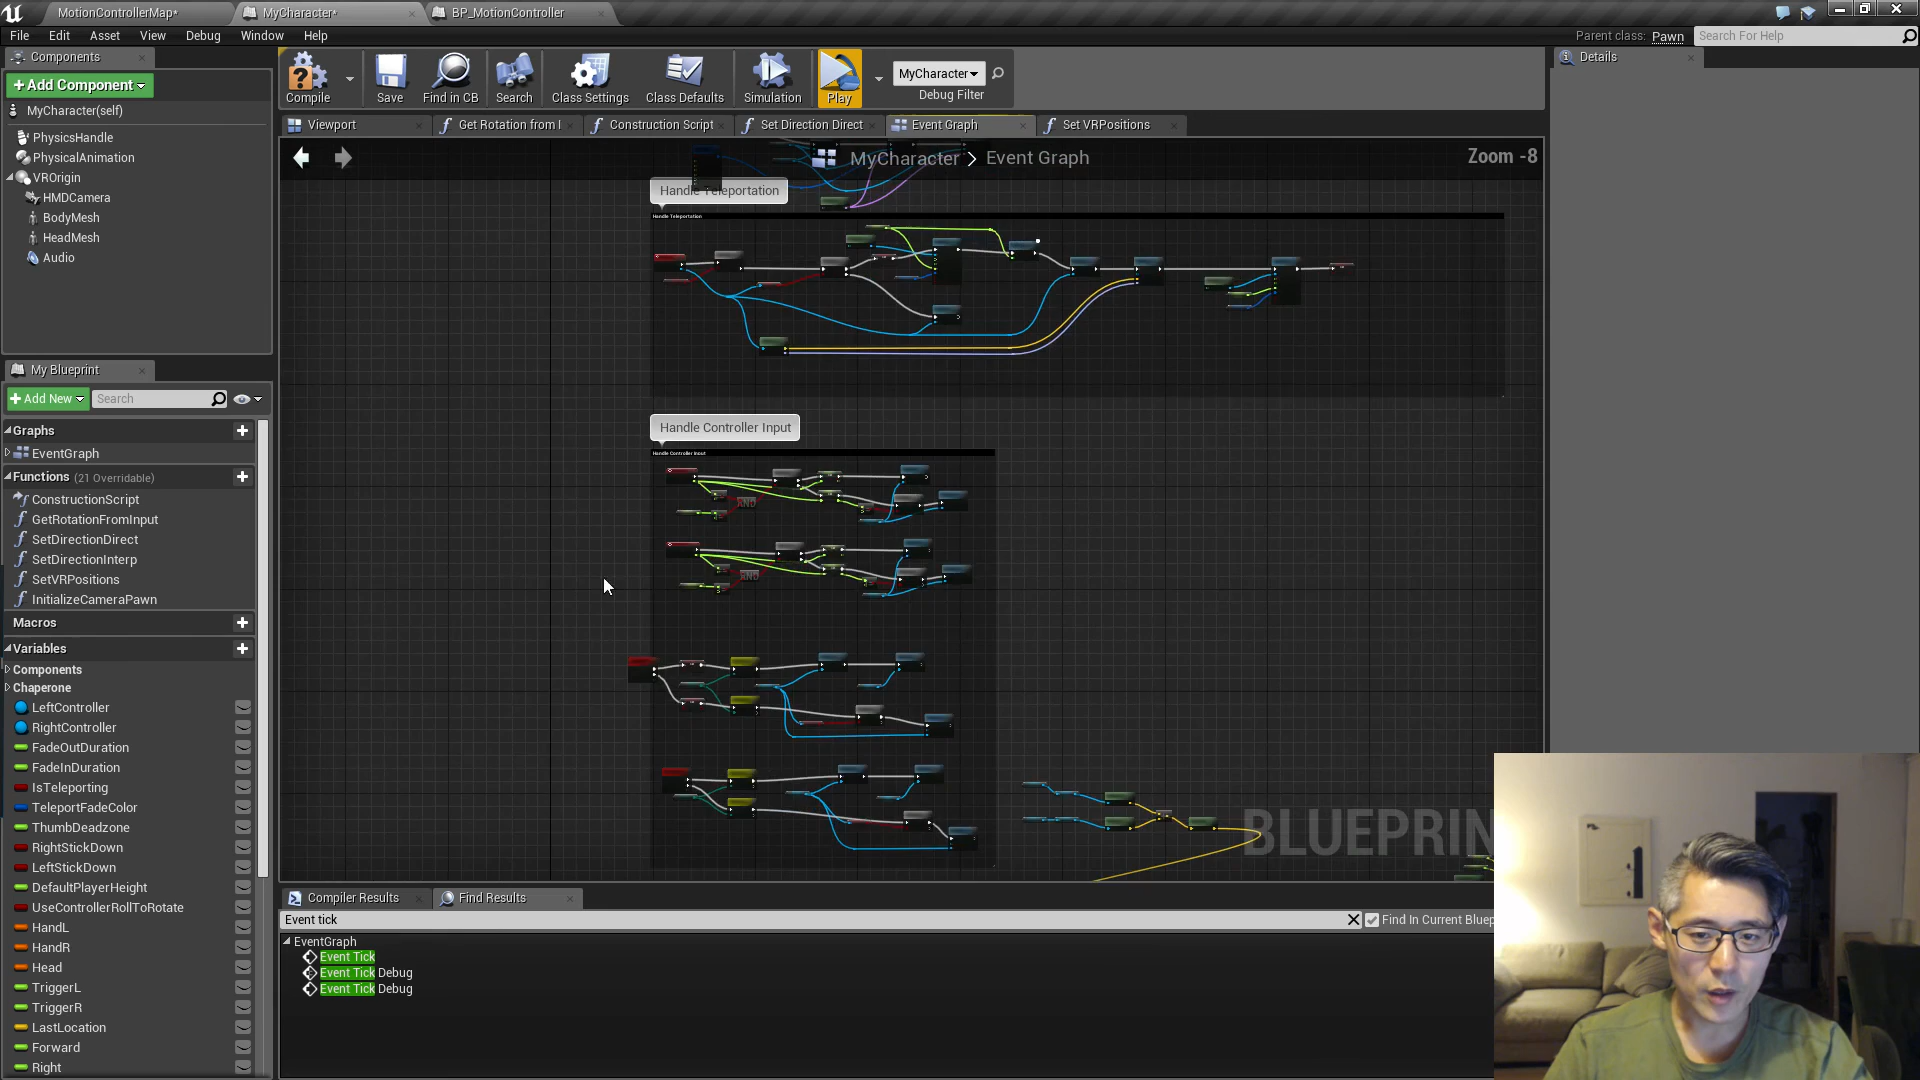 MotionControllerMap*
MyCharacter*
BP_MotionController
File Edit Asset View Debug Window Help
Parent class: Pawn
Search For Help
Components
+Add Component
MyCharacter(self)
PhysicsHandle
PhysicalAnimation
VROrigin
HMDCamera
BodyMesh
HeadMesh
Audio
Compile
Save
Find in CB
Search
Class Settings
Class Defaults
Simulation
Play
MyCharacter
Debug Filter
Details
Viewport
Get Rotation from I
Construction Script
Set Direction Direct
Event Graph
Set VRPositions
MyCharacter > Event Graph
Zoom -8
Handle Teleportation
Handle Teleportation
Handle Controller Input
Handle Controller Input
AND
AND
BLUEPRIN
My Blueprint
+Add New
Search
Graphs
EventGraph
Functions (21 Overridable)
ConstructionScript
GetRotationFromInput
SetDirectionDirect
SetDirectionInterp
SetVRPositions
InitializeCameraPawn
Macros
Variables
Components
Chaperone
LeftController
RightController
FadeOutDuration
FadeInDuration
IsTeleporting
TeleportFadeColor
ThumbDeadzone
RightStickDown
LeftStickDown
DefaultPlayerHeight
UseControllerRollToRotate
HandL
HandR
Head
TriggerL
TriggerR
LastLocation
Forward
Right
Compiler Results
Find Results
Event tick
Find In Current Bluep
EventGraph
Event Tick
Event Tick Debug
Event Tick Debug